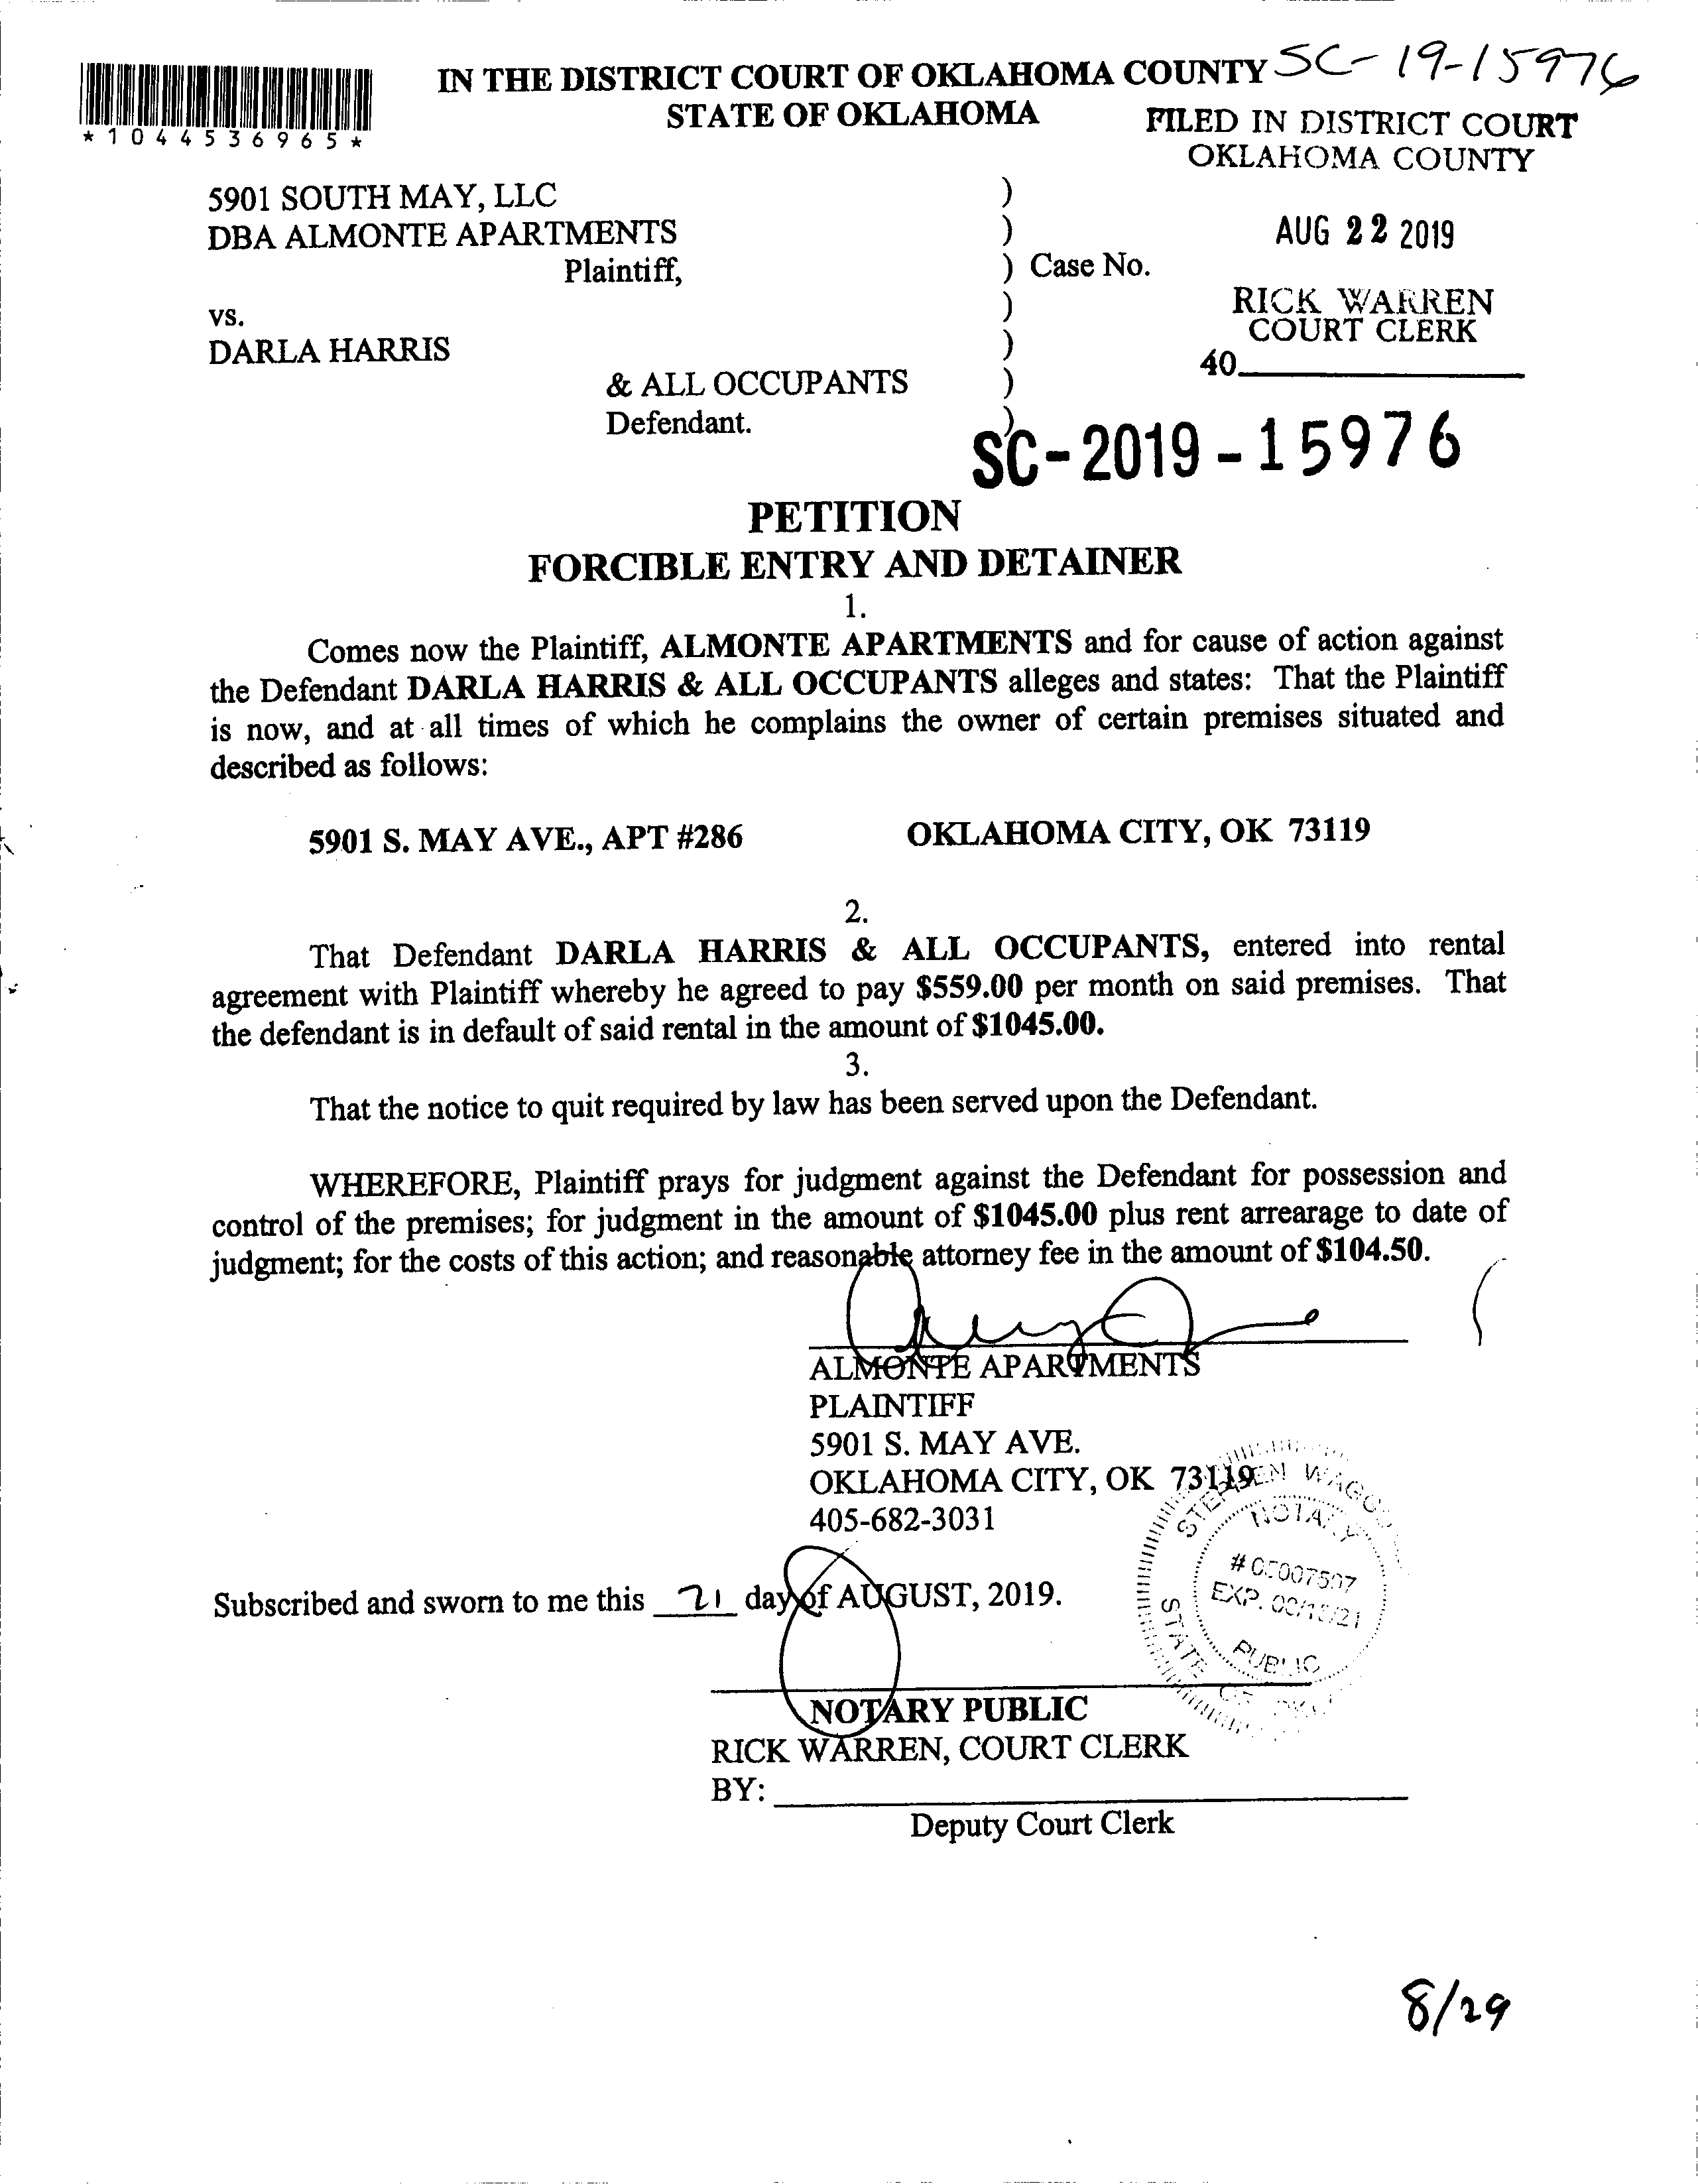 IN THE DISTRICT COURT OF OKLAHOMA COUNTY SC-19-15976
STATE OF OKLAHOMA
*1044536965*
FILED IN DISTRICT COURT
OKLAHOMA COUNTY
5901 SOUTH MAY, LLC )
DBA ALMONTE APARTMENTS )
AUG 22 2019
Plaintiff, ) Case No.
)
RICK WARREN
COURT CLERK
vs.
DARLA HARRIS )
40
& ALL OCCUPANTS )
Defendant. )
SC-2019-15976
PETITION
FORCIBLE ENTRY AND DETAINER
1.
Comes now the Plaintiff, ALMONTE APARTMENTS and for cause of action against
the Defendant DARLA HARRIS & ALL OCCUPANTS alleges and states: That the Plaintiff
is now, and at all times of which he complains the owner of certain premises situated and
described as follows:
5901 S. MAY AVE., APT #286 OKLAHOMA CITY, OK 73119
2.
That Defendant DARLA HARRIS & ALL OCCUPANTS, entered into rental
agreement with Plaintiff whereby he agreed to pay $559.00 per month on said premises. That
the defendant is in default of said rental in the amount of $1045.00.
3.
That the notice to quit required by law has been served upon the Defendant.
WHEREFORE, Plaintiff prays for judgment against the Defendant for possession and
control of the premises; for judgment in the amount of $1045.00 plus rent arrearage to date of
judgment; for the costs of this action; and reasonable attorney fee in the amount of $104.50.
ALMONTE APARTMENTS
PLAINTIFF
5901 S. MAY AVE.
OKLAHOMA CITY, OK 73119
405-682-3031
NOTARY
EXP.
PUBLIC
STATE OF
Subscribed and sworn to me this 21 day of AUGUST, 2019.
NOTARY PUBLIC
RICK WARREN, COURT CLERK
BY:
Deputy Court Clerk
8/29